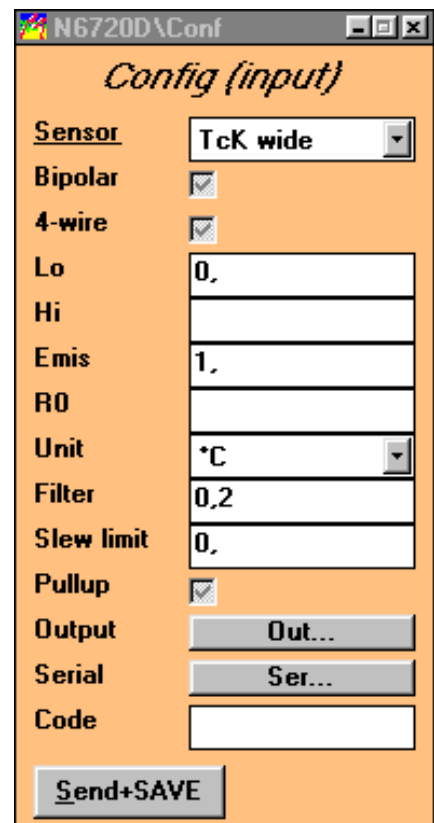 N6720D\Conf
Config (input)
Sensor TcK wide
Bipolar
4-wire
Lo 0,
Hi
Emis 1,
R0
Unit °C
Filter 0,2
Slew limit 0,
Pullup
Output Out...
Serial Ser...
Code
Send+SAVE